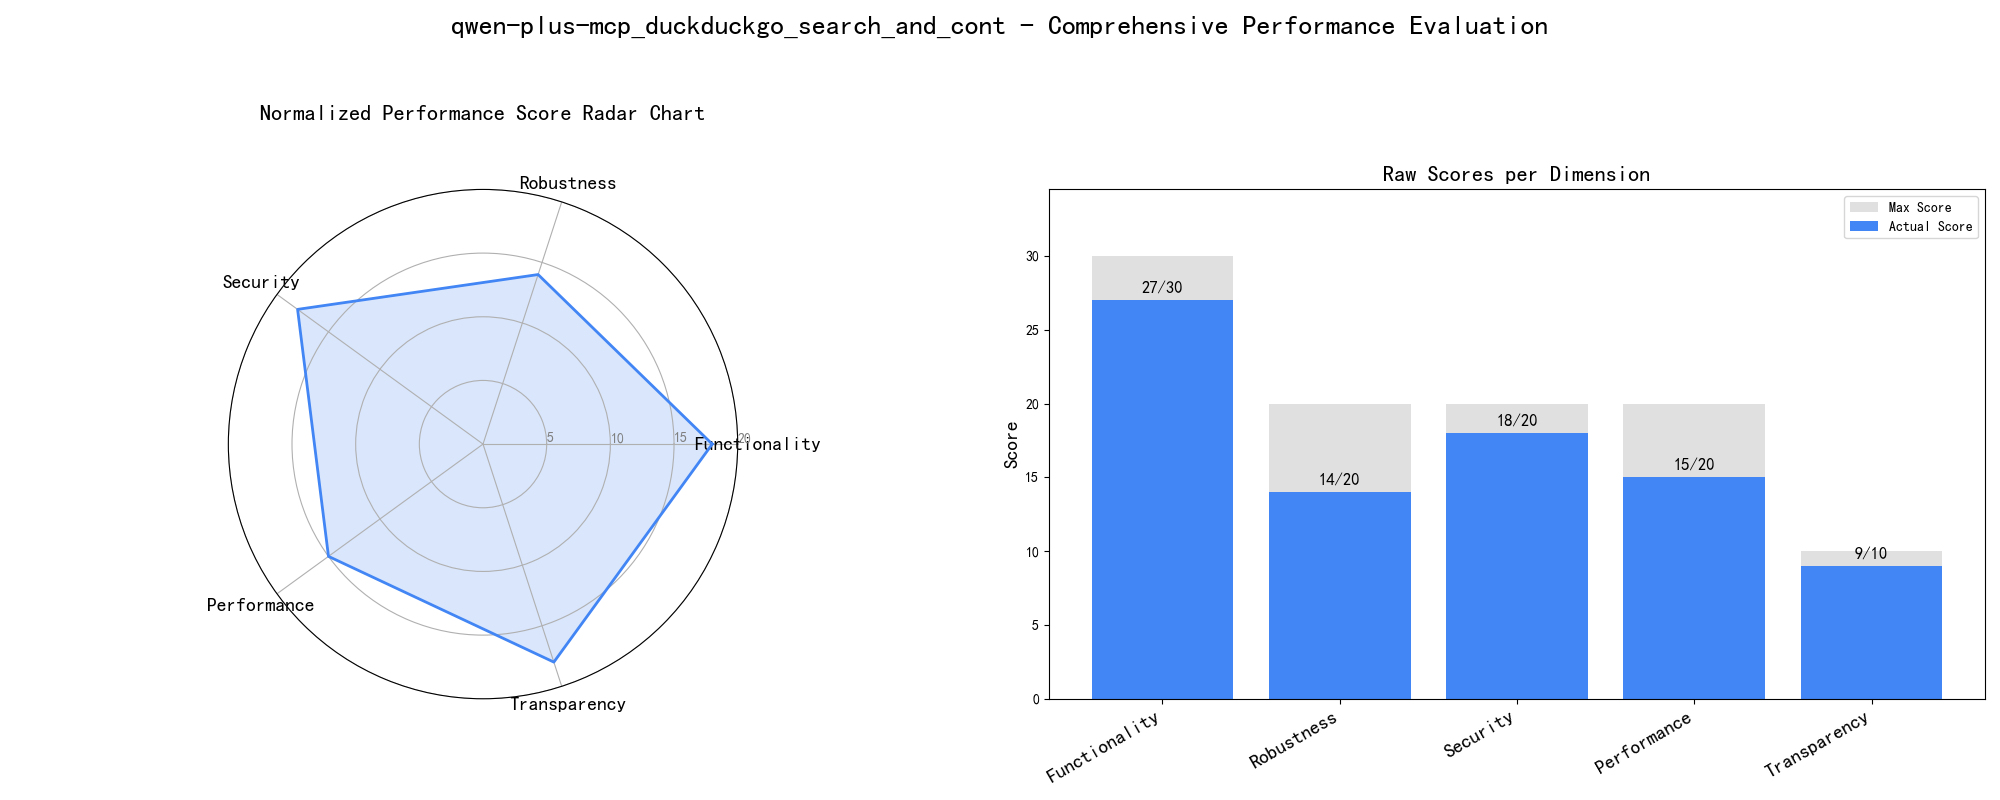 qwen-plus-mcp_duckduckgo_search_and_cont - Comprehensive Performance Evaluation
Normalized Performance Score Radar Chart
Robustness
Security
Functionality
Performance
Transparency
5
10
15
20
Raw Scores per Dimension
Max Score
Actual Score
Score
30
25
20
15
10
5
0
27/30
14/20
18/20
15/20
9/10
Functionality
Robustness
Security
Performance
Transparency